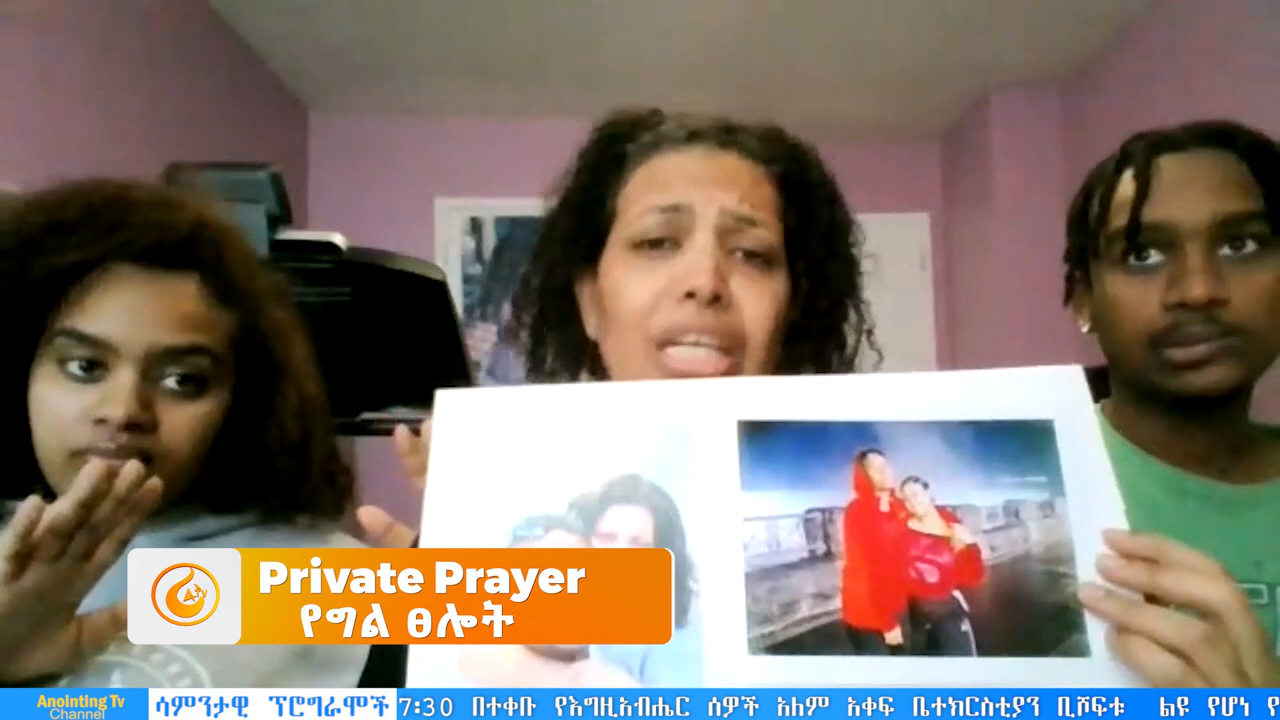 Private Prayer
የግል ፀሎት
Anointing Tv
Channel
ሳምንታዊ ፕሮግራሞች
7:30 በተቀቡ የእግዚአብሔር ሰዎች አለም አቀፍ ቤተክርስቲያን ቢሾፍቱ ልዩ የሆነ የ